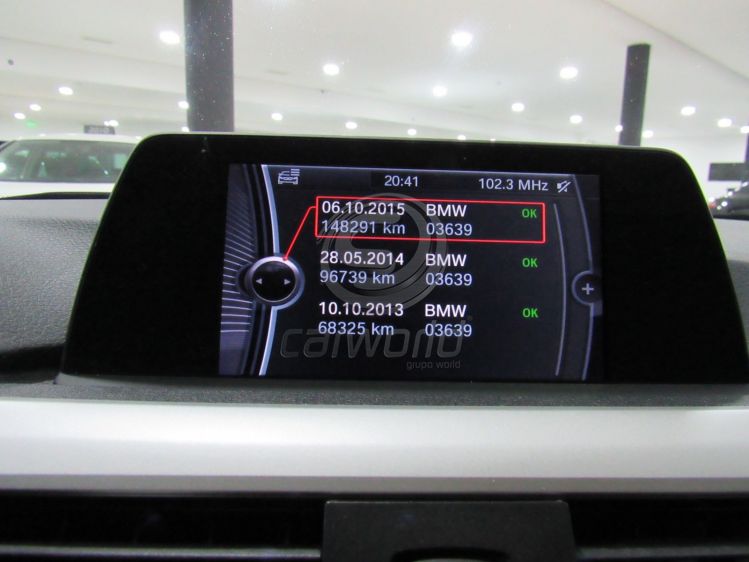 20:41 102.3 MHz
06.10.2015 BMW OK
148291 km 03639
28.05.2014 BMW OK
96739 km 03639
10.10.2013 BMW OK
68325 km 03639
carworld
grupo world